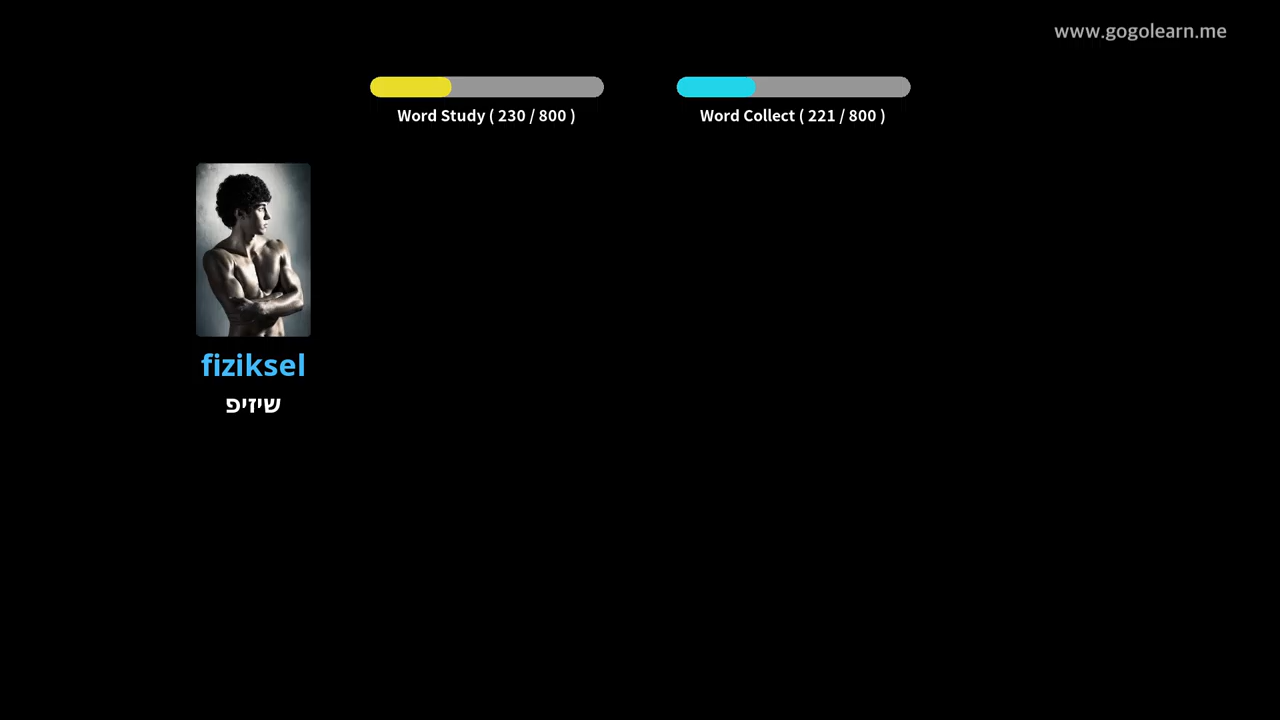 www.gogolearn.me
Word Study ( 230 / 800 )
Word Collect ( 221 / 800 )
fiziksel
שיזיפ